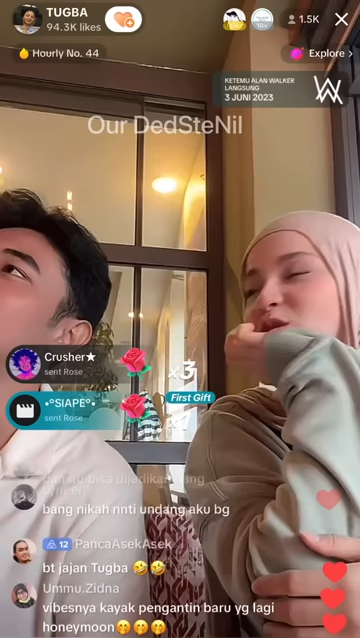 TUGBA
94.3K likes
1.5K
Hourly No. 44
Explore >
KETEMU ALAN WALKER
LANGSUNG
3 JUNI 2023
Our DedSteNil
Crusher★
sent Rose
x3
•°SIAPE°•
sent Rose
First Gift
x1
bisa dijadikan
bang nikah nnti undang aku bg
12 PancaAsekAsek
bt jajan Tugba 🤣🤣
Ummu.Zidna
vibesnya kayak pengantin baru yg lagi
honeymoon🤭🤭🤭